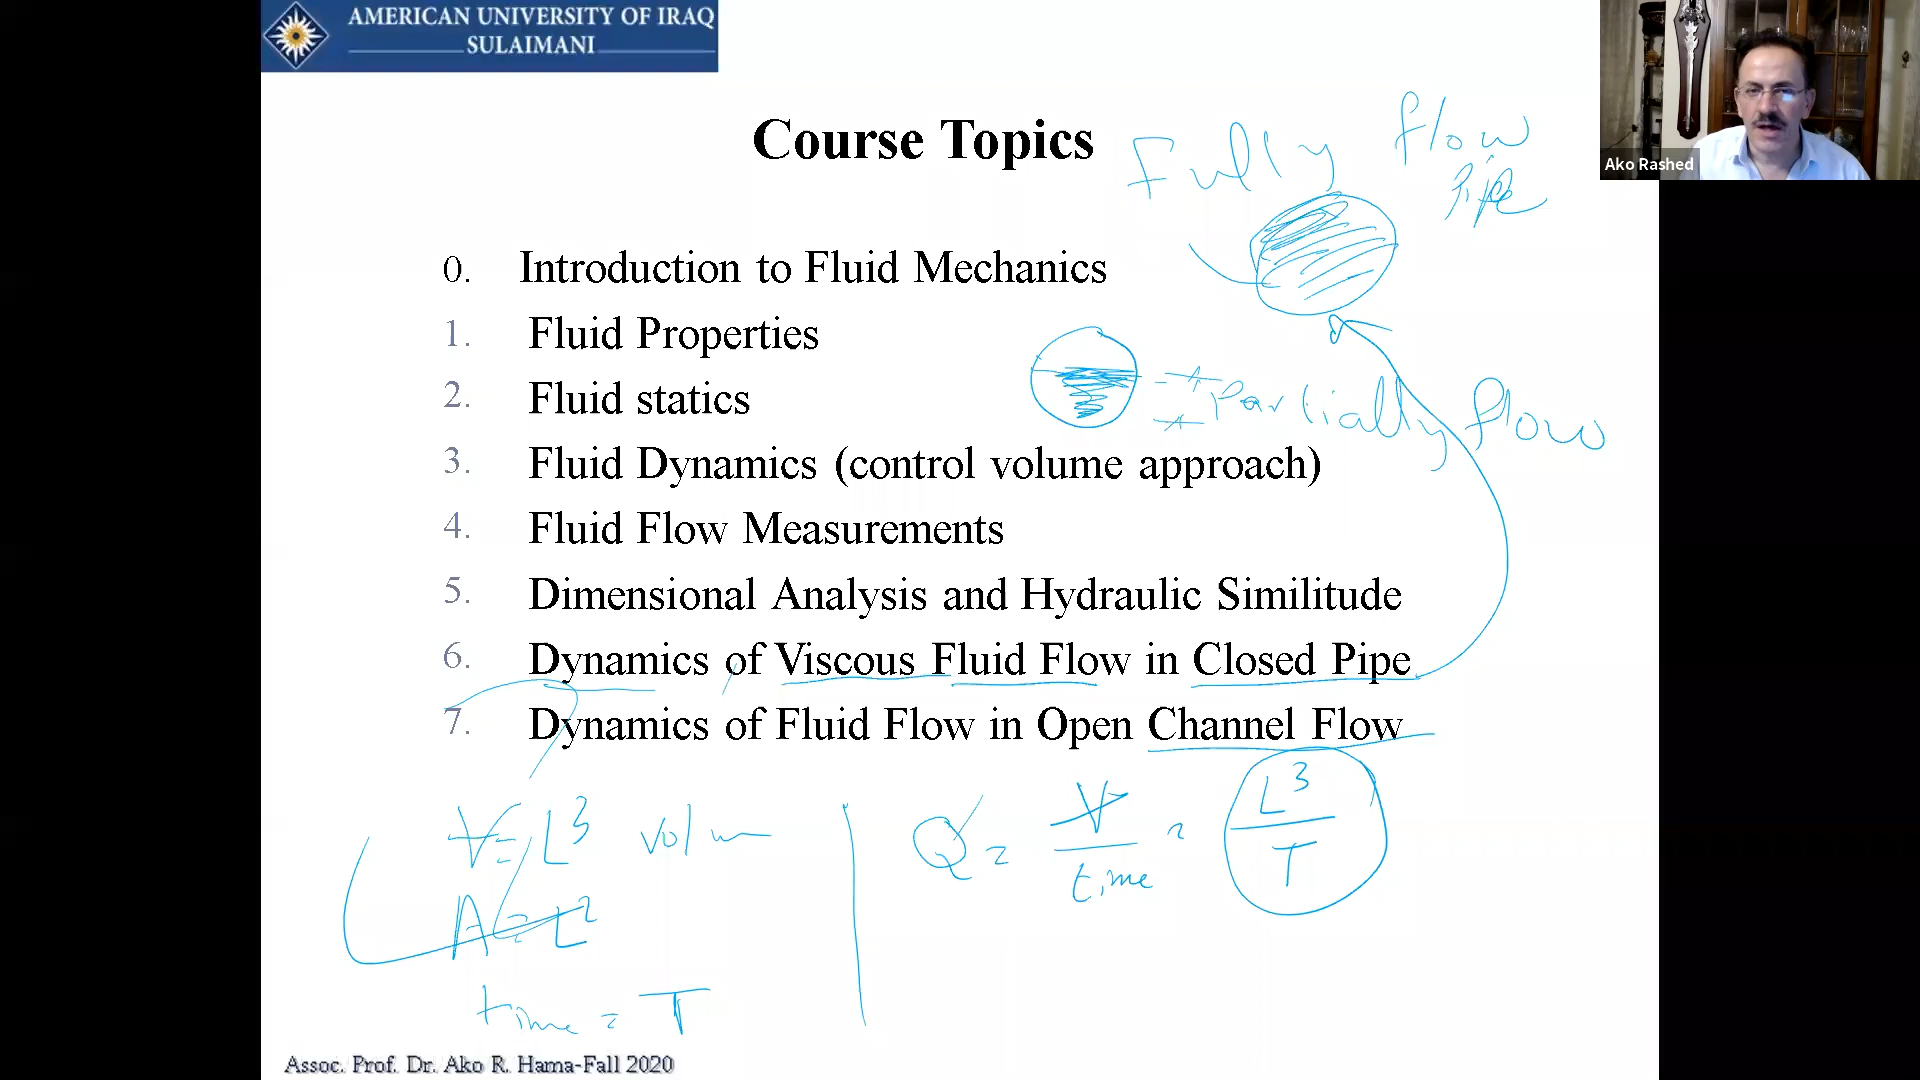 AMERICAN UNIVERSITY OF IRAQ
SULAIMANI
Ako Rashed
Course Topics
Fully flow
pipe
0. Introduction to Fluid Mechanics
1. Fluid Properties
2. Fluid statics
Partially flow
3. Fluid Dynamics (control volume approach)
4. Fluid Flow Measurements
5. Dimensional Analysis and Hydraulic Similitude
6. Dynamics of Viscous Fluid Flow in Closed Pipe
7. Dynamics of Fluid Flow in Open Channel Flow
V = L³ volum
A = L²
time = T
Q = V / time = L³ / T
Assoc. Prof. Dr. Ako R. Hama-Fall 2020